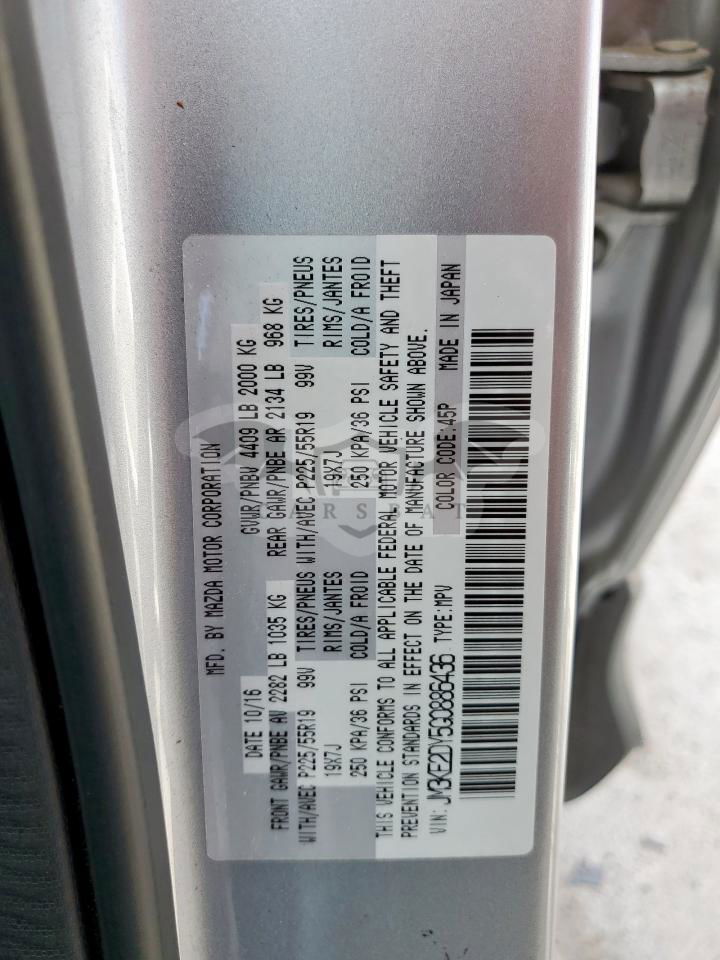 MFD. BY MAZDA MOTOR CORPORATION
DATE 10/16 GVWR/PNBV 4409 LB 2000 KG
FRONT GAWR/PNBE AV 2282 LB 1035 KG REAR GAWR/PNBE AR 2134 LB 968 KG
WITH/AVEC P225/55R19 99V TIRES/PNEUS WITH/AVEC P225/55R19 99V TIRES/PNEUS
19X7J RIMS/JANTES 19X7J RIMS/JANTES
250 KPA/36 PSI COLD/A FROID 250 KPA/36 PSI COLD/A FROID
THIS VEHICLE CONFORMS TO ALL APPLICABLE FEDERAL MOTOR VEHICLE SAFETY AND THEFT
PREVENTION STANDARDS IN EFFECT ON THE DATE OF MANUFACTURE SHOWN ABOVE.
VIN: JM3KE2DY5G0886436 TYPE:MPV COLOR CODE:45P MADE IN JAPAN
CARSBAT